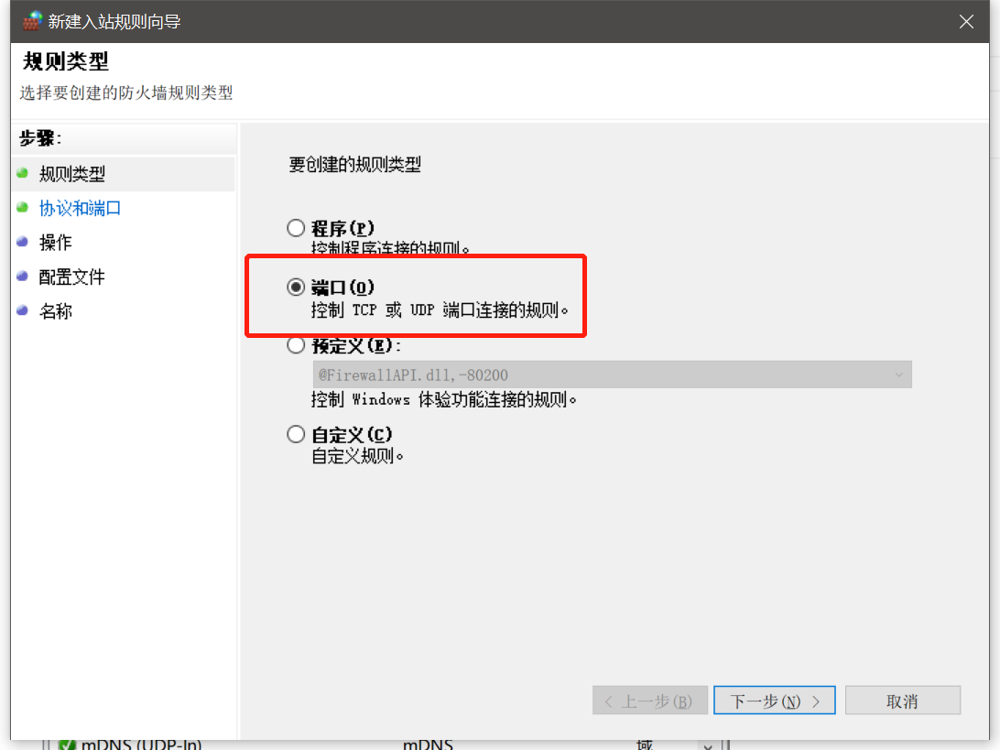 新建入站规则向导
规则类型
选择要创建的防火墙规则类型
步骤:
规则类型
协议和端口
操作
配置文件
名称
要创建的规则类型
程序(P)
控制程序连接的规则。
端口(O)
控制 TCP 或 UDP 端口连接的规则。
预定义(E):
@FirewallAPI.dll,-80200
控制 Windows 体验功能连接的规则。
自定义(C)
自定义规则。
< 上一步(B)
下一步(N) >
取消
mDNS (UDP-In)
mDNS
域